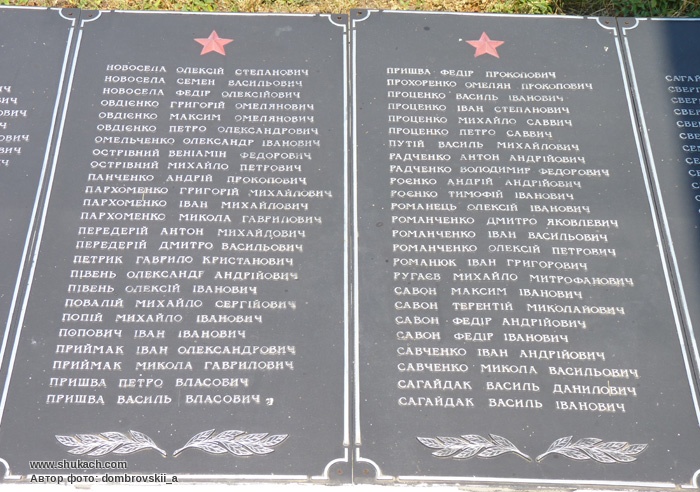 НОВОСЕЛА ОЛЕКСІЙ СТЕПАНОВИЧ
НОВОСЕЛА СЕМЕН ВАСИЛЬОВИЧ
НОВОСЕЛА ФЕДІР ОЛЕКСІЙОВИЧ
ОВДІЄНКО ГРИГОРІЙ ОМЕЛЯНОВИЧ
ОВДІЄНКО МАКСИМ ОМЕЛЯНОВИЧ
ОВДІЄНКО ПЕТРО ОЛЕКСАНДРОВИЧ
ОМЕЛЬЧЕНКО ОЛЕКСАНДР ІВАНОВИЧ
ОСТРІВНИЙ ВЕНІАМІН ФЕДОРОВИЧ
ОСТРІВНИЙ МИХАЙЛО ПЕТРОВИЧ
ПАНЧЕНКО АНДРІЙ ПРОКОПОВИЧ
ПАРХОМЕНКО ГРИГОРІЙ МИХАЙЛОВИЧ
ПАРХОМЕНКО ІВАН МИХАЙЛОВИЧ
ПАРХОМЕНКО МИКОЛА ГАВРИЛОВИЧ
ПЕРЕДЕРІЙ АНТОН МИХАЙЛОВИЧ
ПЕРЕДЕРІЙ ДМИТРО ВАСИЛЬОВИЧ
ПЕТРИК ГАВРИЛО КРИСТАНОВИЧ
ПІВЕНЬ ОЛЕКСАНДР АНДРІЙОВИЧ
ПІВЕНЬ ОЛЕКСІЙ ІВАНОВИЧ
ПОВАЛІЙ МИХАЙЛО СЕРГІЙОВИЧ
ПОПІЙ МИХАЙЛО ІВАНОВИЧ
ПОПОВИЧ ІВАН ІВАНОВИЧ
ПРИЙМАК ІВАН ОЛЕКСАНДРОВИЧ
ПРИЙМАК МИКОЛА ГАВРИЛОВИЧ
ПРИШВА ПЕТРО ВЛАСОВИЧ
ПРИШВА ВАСИЛЬ ВЛАСОВИЧ
ПРИШВА ФЕДІР ПРОКОПОВИЧ
ПРОХОРЕНКО ОМЕЛЯН ПРОКОПОВИЧ
ПРОЦЕНКО ВАСИЛЬ ІВАНОВИЧ
ПРОЦЕНКО ІВАН СТЕПАНОВИЧ
ПРОЦЕНКО МИХАЙЛО САВВИЧ
ПРОЦЕНКО ПЕТРО САВВИЧ
ПУТІЙ ВАСИЛЬ МИХАЙЛОВИЧ
РАДЧЕНКО АНТОН АНДРІЙОВИЧ
РАДЧЕНКО ВОЛОДИМИР ФЕДОРОВИЧ
РОЄНКО АНДРІЙ АНДРІЙОВИЧ
РОЄНКО ТИМОФІЙ ІВАНОВИЧ
РОМАНЕЦЬ ОЛЕКСІЙ ІВАНОВИЧ
РОМАНЧЕНКО ДМИТРО ЯКОВЛЕВИЧ
РОМАНЧЕНКО ІВАН ВАСИЛЬОВИЧ
РОМАНЧЕНКО ОЛЕКСІЙ ПЕТРОВИЧ
РОМАНЮК ІВАН ГРИГОРОВИЧ
РУГАЄВ МИХАЙЛО МИТРОФАНОВИЧ
САВОН МАКСИМ ІВАНОВИЧ
САВОН ТЕРЕНТІЙ МИКОЛАЙОВИЧ
САВОН ФЕДІР АНДРІЙОВИЧ
САВОН ФЕДІР ІВАНОВИЧ
САВЧЕНКО ІВАН АНДРІЙОВИЧ
САВЧЕНКО МИКОЛА ВАСИЛЬОВИЧ
САГАЙДАК ВАСИЛЬ ДАНИЛОВИЧ
САГАЙДАК ВАСИЛЬ ІВАНОВИЧ
www.shukach.com
Автор фото: dombrovskii_a